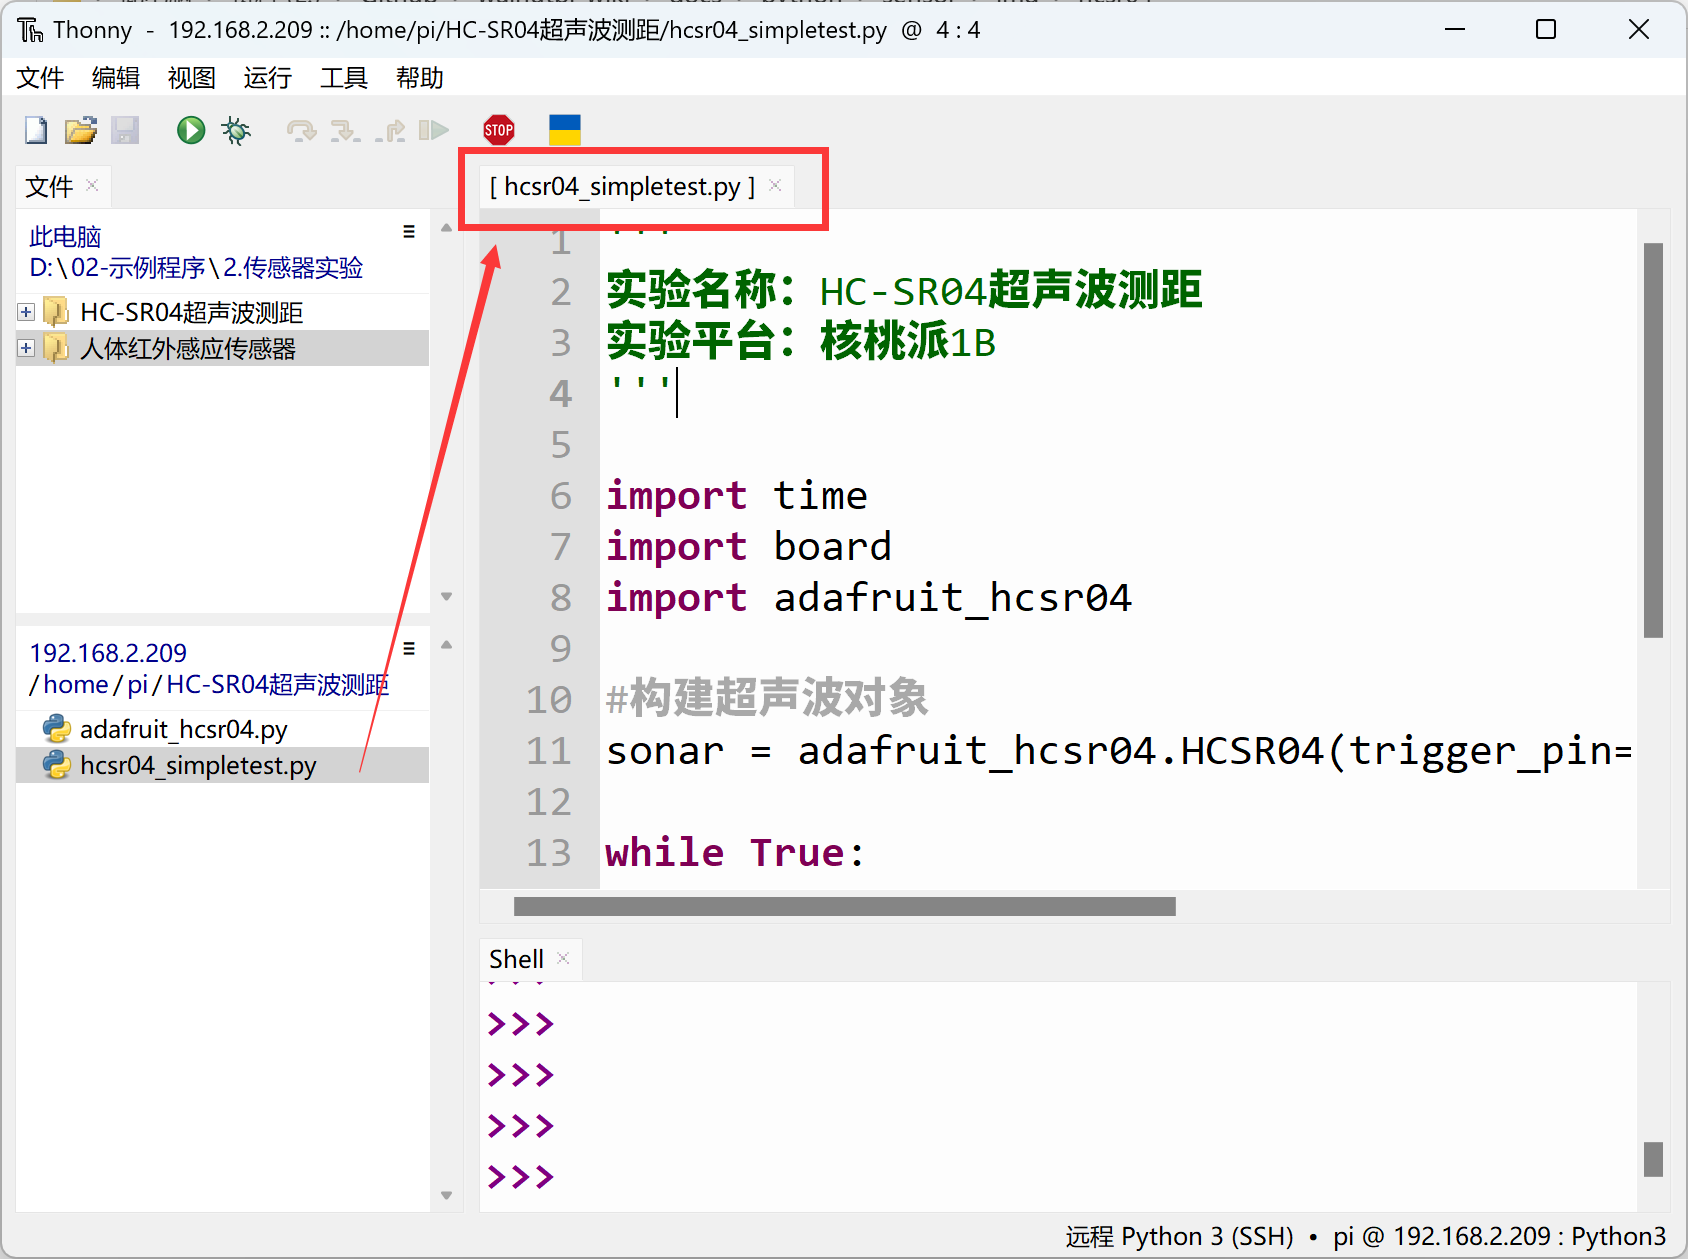 Thonny - 192.168.2.209 :: /home/pi/HC-SR04超声波测距/hcsr04_simpletest.py @ 4 : 4
文件 编辑 视图 运行 工具 帮助
STOP
文件
[ hcsr04_simpletest.py ]
此电脑
D:\02-示例程序\2.传感器实验
HC-SR04超声波测距
人体红外感应传感器
192.168.2.209
/home/pi/HC-SR04超声波测距
adafruit_hcsr04.py
hcsr04_simpletest.py
1 '''
2 实验名称：HC-SR04超声波测距
3 实验平台：核桃派1B
4 '''
5
6 import time
7 import board
8 import adafruit_hcsr04
9
10 #构建超声波对象
11 sonar = adafruit_hcsr04.HCSR04(trigger_pin=
12
13 while True:
Shell
>>>
>>>
>>>
>>>
远程 Python 3 (SSH) • pi @ 192.168.2.209 : Python3